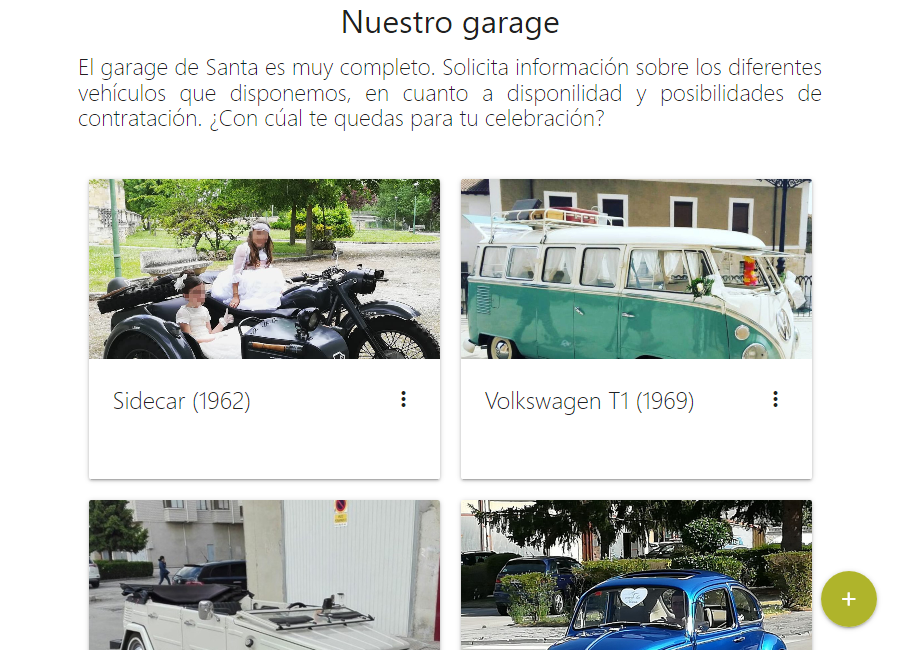 Nuestro garage
El garage de Santa es muy completo. Solicita información sobre los diferentes
vehículos que disponemos, en cuanto a disponilidad y posibilidades de
contratación. ¿Con cúal te quedas para tu celebración?
Sidecar (1962)
Volkswagen T1 (1969)